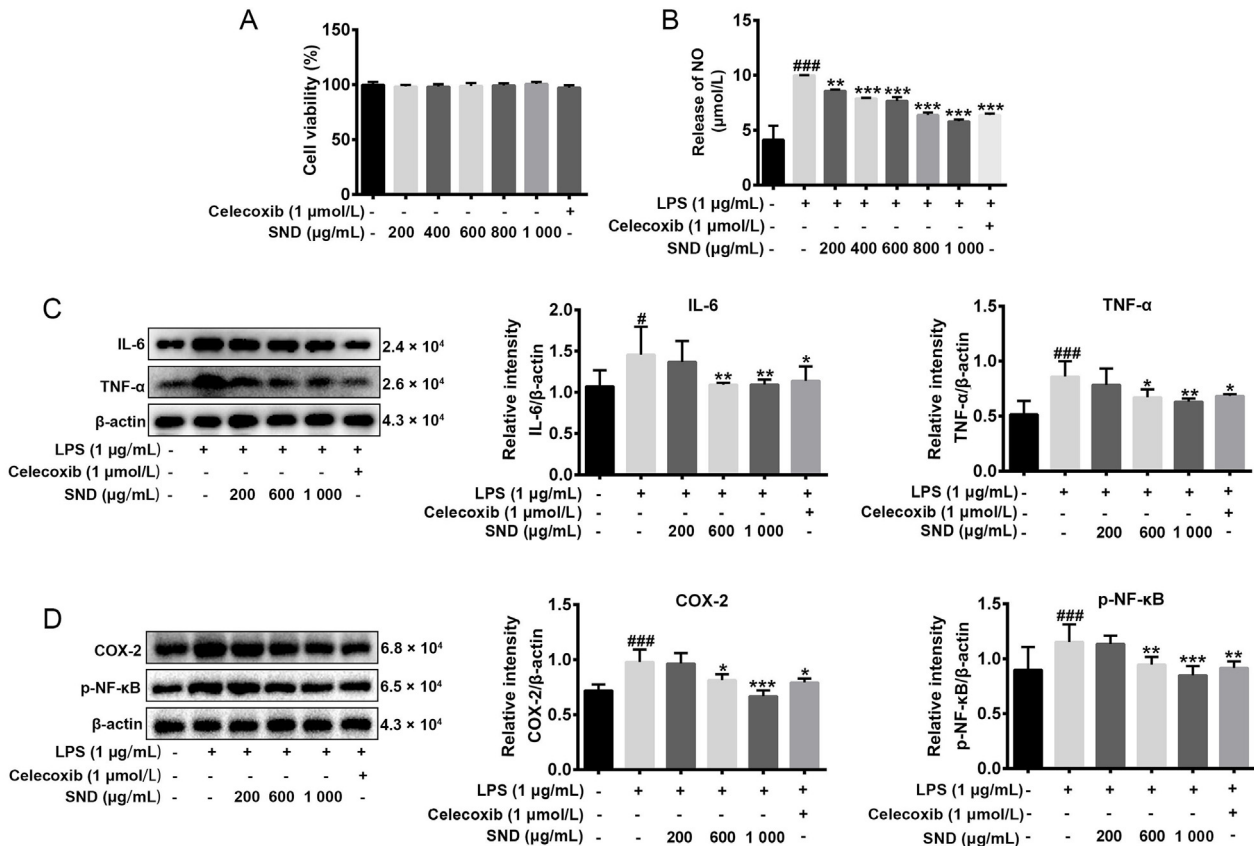 A
Cell viability (%)
150
100
50
0
Celecoxib (1 μmol/L) - - - - - - +
SND (μg/mL) - 200 400 600 800 1 000 -
B
Release of NO
(μmol/L)
15
10
5
0
### ** *** *** *** *** ***
LPS (1 μg/mL) - + + + + + + +
Celecoxib (1 μmol/L) - - - - - - - +
SND (μg/mL) - - 200 400 600 800 1 000 -
C
IL-6 2.4 × 10⁴
TNF-α 2.6 × 10⁴
β-actin 4.3 × 10⁴
LPS (1 μg/mL) - + + + + +
Celecoxib (1 μmol/L) - - - - - +
SND (μg/mL) - - 200 600 1 000 -
IL-6
Relative intensity
IL-6/β-actin
2.0
1.5
1.0
0.5
0.0
# ** ** *
LPS (1 μg/mL) - + + + + +
Celecoxib (1 μmol/L) - - - - - +
SND (μg/mL) - - 200 600 1 000 -
TNF-α
Relative intensity
TNF-α/β-actin
1.5
1.0
0.5
0.0
### * ** *
LPS (1 μg/mL) - + + + + +
Celecoxib (1 μmol/L) - - - - - +
SND (μg/mL) - - 200 600 1 000 -
D
COX-2 6.8 × 10⁴
p-NF-κB 6.5 × 10⁴
β-actin 4.3 × 10⁴
LPS (1 μg/mL) - + + + + +
Celecoxib (1 μmol/L) - - - - - +
SND (μg/mL) - - 200 600 1 000 -
COX-2
Relative intensity
COX-2/β-actin
1.5
1.0
0.5
0.0
### * *** *
LPS (1 μg/mL) - + + + + +
Celecoxib (1 μmol/L) - - - - - +
SND (μg/mL) - - 200 600 1 000 -
p-NF-κB
Relative intensity
p-NF-κB/β-actin
1.5
1.0
0.5
0.0
### ** *** **
LPS (1 μg/mL) - + + + + +
Celecoxib (1 μmol/L) - - - - - +
SND (μg/mL) - - 200 600 1 000 -